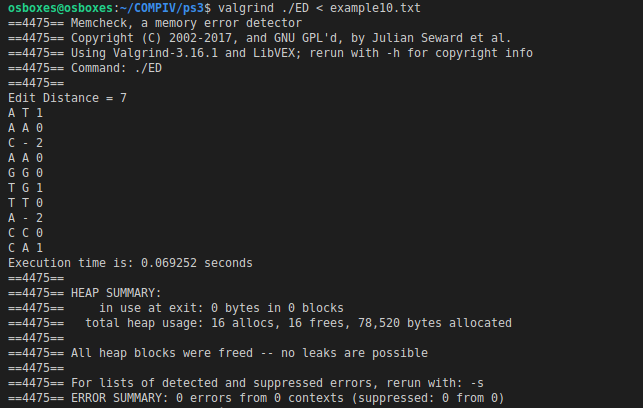 osboxes@osboxes:~/COMPIV/ps3$ valgrind ./ED < example10.txt
==4475== Memcheck, a memory error detector
==4475== Copyright (C) 2002-2017, and GNU GPL'd, by Julian Seward et al.
==4475== Using Valgrind-3.16.1 and LibVEX; rerun with -h for copyright info
==4475== Command: ./ED
==4475==
Edit Distance = 7
A T 1
A A 0
C - 2
A A 0
G G 0
T G 1
T T 0
A - 2
C C 0
C A 1
Execution time is: 0.069252 seconds
==4475==
==4475== HEAP SUMMARY:
==4475==     in use at exit: 0 bytes in 0 blocks
==4475==   total heap usage: 16 allocs, 16 frees, 78,520 bytes allocated
==4475==
==4475== All heap blocks were freed -- no leaks are possible
==4475==
==4475== For lists of detected and suppressed errors, rerun with: -s
==4475== ERROR SUMMARY: 0 errors from 0 contexts (suppressed: 0 from 0)